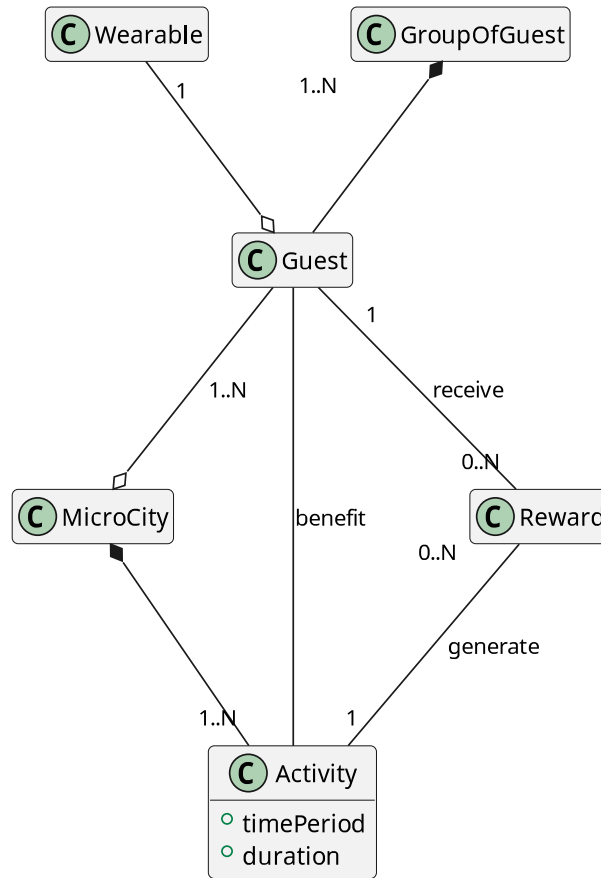 C Wearable
C GroupOfGuest
1
1..N
C Guest
1
1..N
receive
0..N
C MicroCity
benefit
C Reward
0..N
generate
1..N
1
C Activity
timePeriod
duration